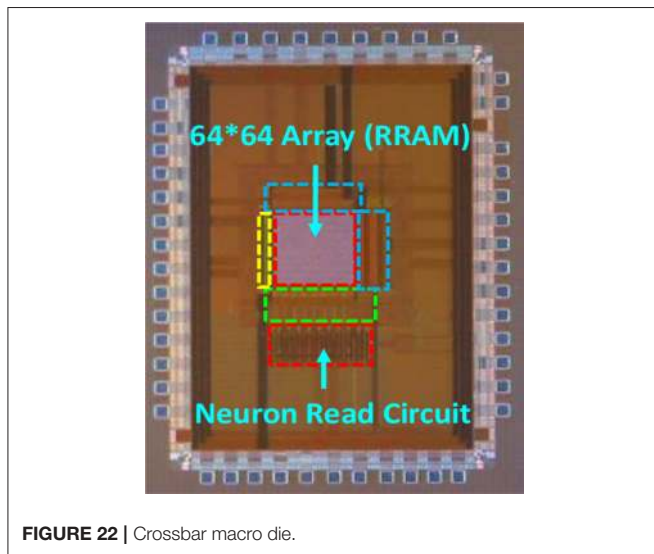 64*64 Array (RRAM)
Neuron Read Circuit
FIGURE 22 | Crossbar macro die.